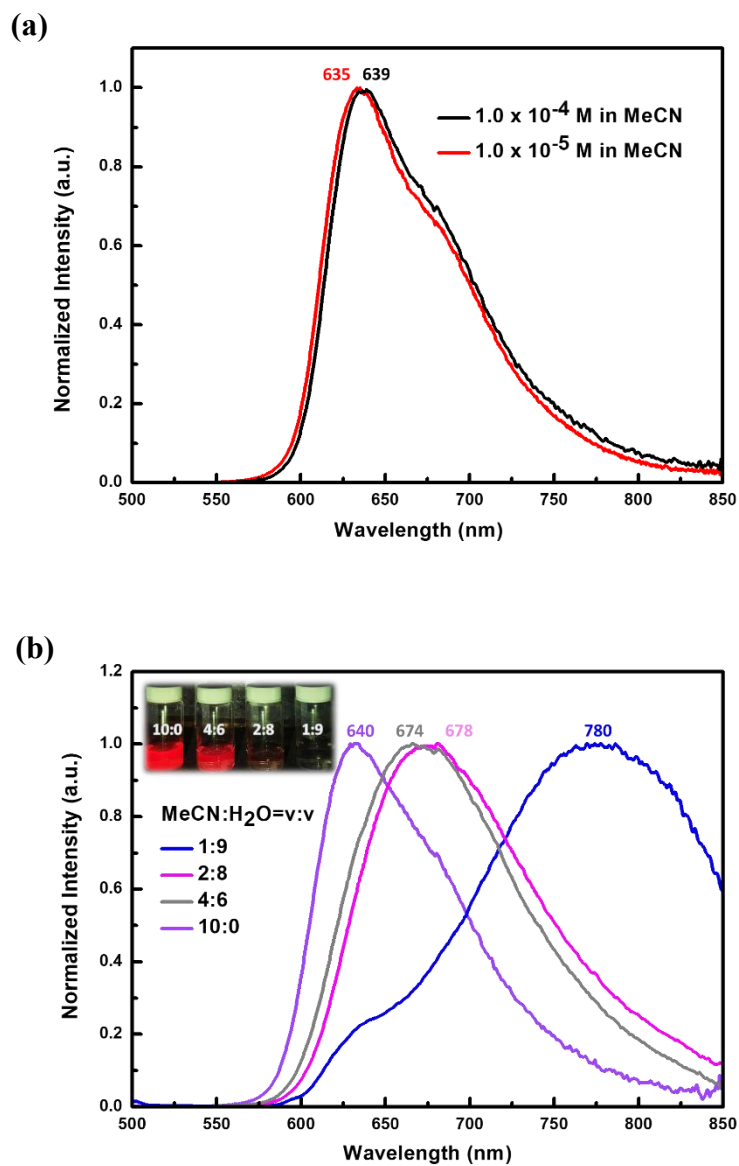 (a)
635 639
1.0 x 10⁻⁴ M in MeCN
1.0 x 10⁻⁵ M in MeCN
Normalized Intensity (a.u.)
1.0
0.8
0.6
0.4
0.2
0.0
500 550 600 650 700 750 800 850
Wavelength (nm)
(b)
640 674 678 780
10:0 4:6 2:8 1:9
MeCN:H₂O=v:v
1:9
2:8
4:6
10:0
Normalized Intensity (a.u.)
1.2
1.0
0.8
0.6
0.4
0.2
0.0
500 550 600 650 700 750 800 850
Wavelength (nm)